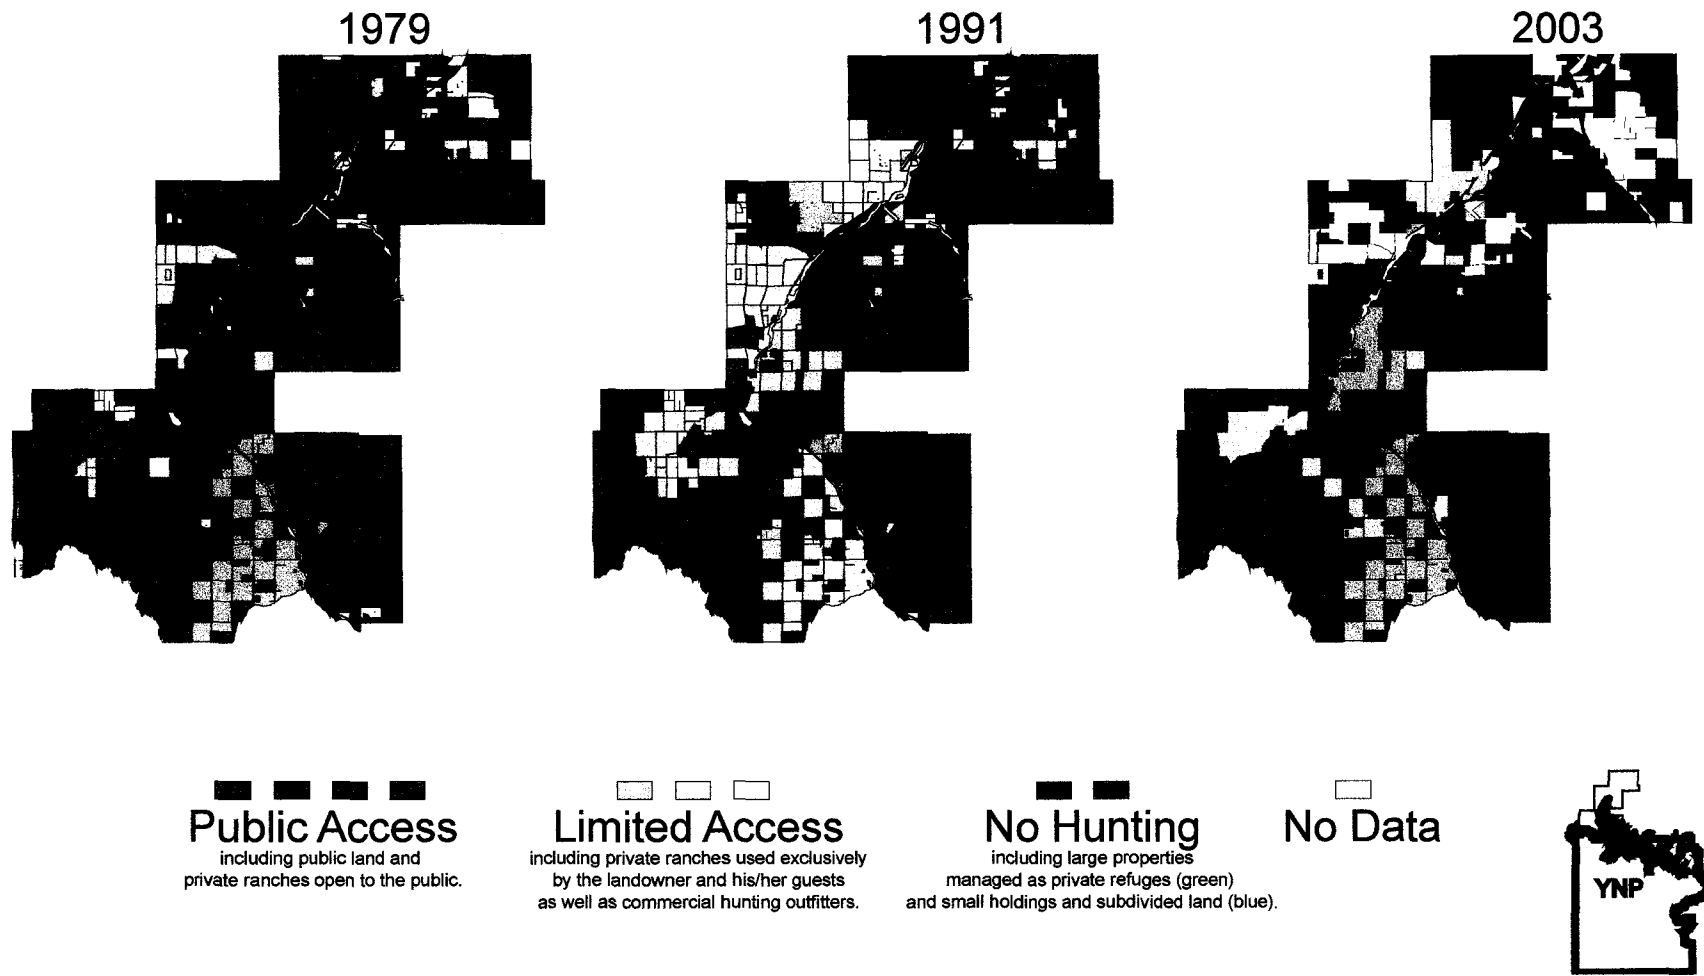 1979
1991
2003
Public Access
including public land and
private ranches open to the public.
Limited Access
including private ranches used exclusively
by the landowner and his/her guests
as well as commercial hunting outfitters.
No Hunting
including large properties
managed as private refuges (green)
and small holdings and subdivided land (blue).
No Data
YNP